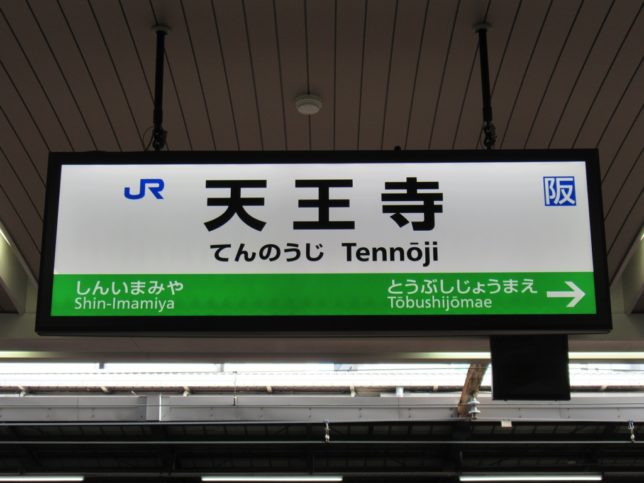 JR 天王寺 阪
てんのうじ Tennōji
しんいまみや とうぶしじょうまえ
Shin-Imamiya Tōbushijōmae